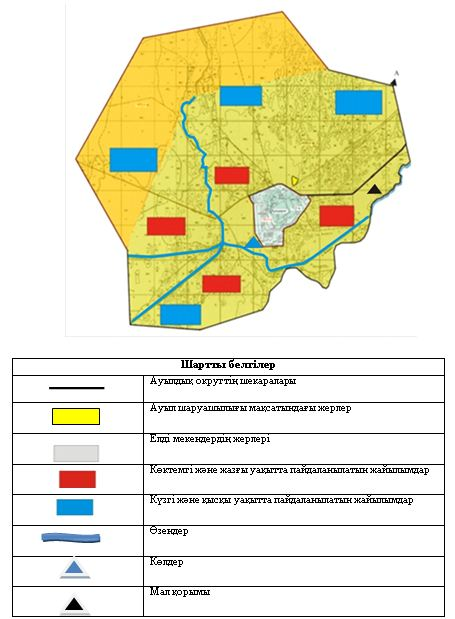 А
Шартты белгілер
Ауылдық округтің шекаралары
Ауыл шаруашылығы мақсатындағы жерлер
Елді мекендердің жерлері
Көктемгі және жазғы уақытта пайдаланылатын жайылымдар
Күзгі және қысқы уақытта пайдаланылатын жайылымдар
Өзендер
Көлдер
Мал қорымы